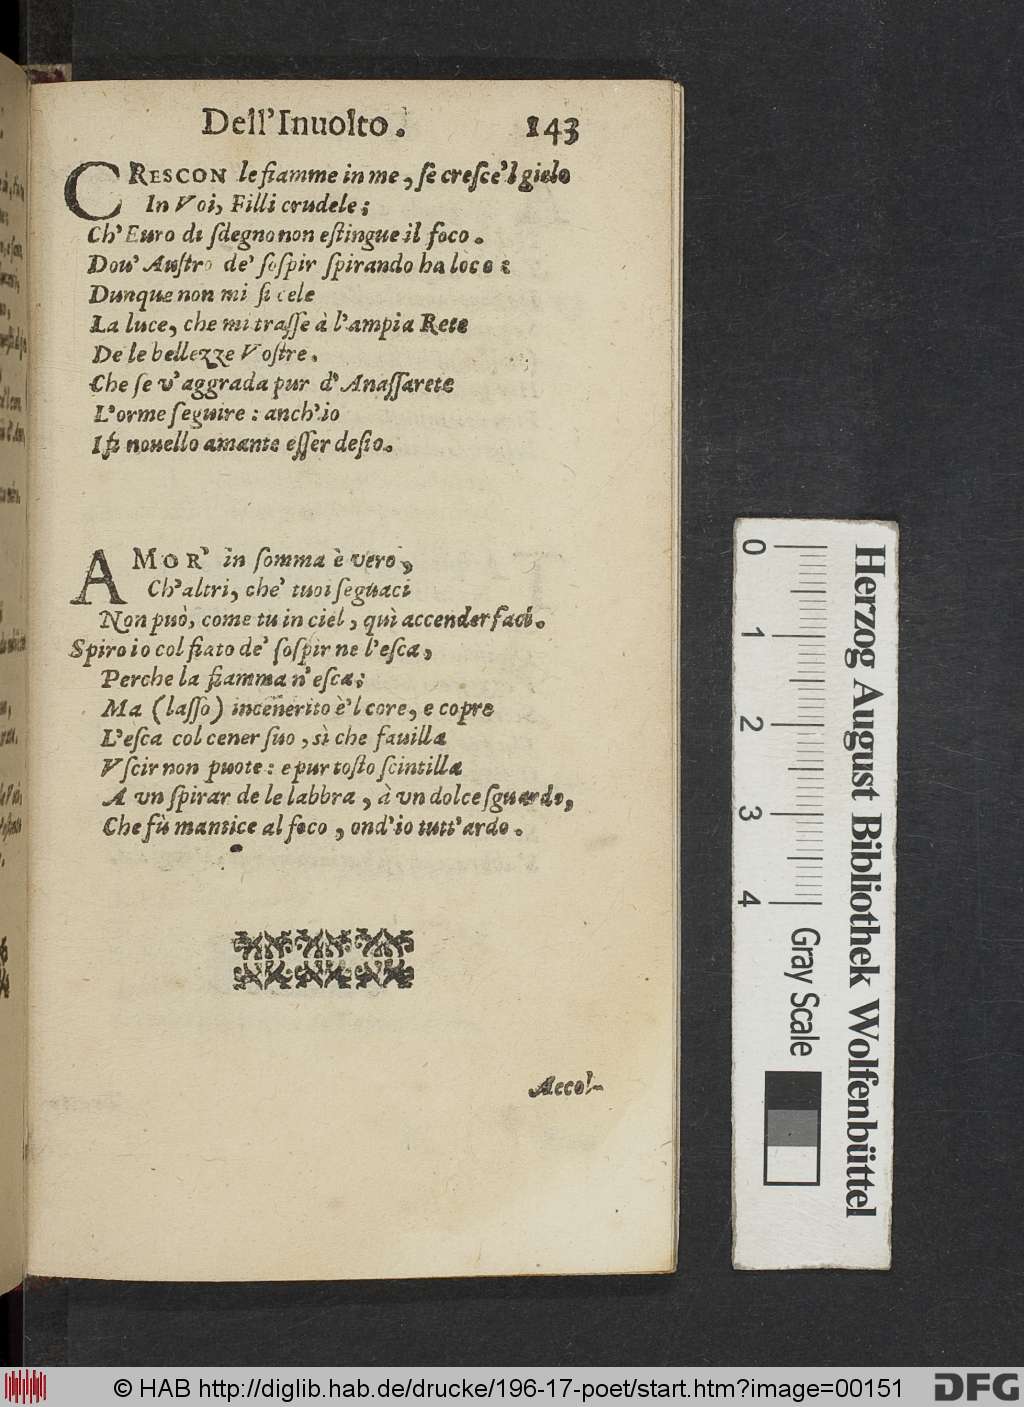 Dell'Inuolto. 143
CRESCON le fiamme in me, ſe creſce'l gielo
In Voi, Filli crudele;
Ch'Euro di ſdegno non eſtingue il foco.
Dou' Auſtro de' ſoſpir ſpirando ha loco:
Dunque non mi ſi cele
La luce, che mi traſſe à l'ampia Rete
De le bellezze Voſtre.
Che ſe v'aggrada pur d'Anaſſarete
L'orme ſeguire: anch'io
Ifi nouello amante eſſer deſio.
AMOR' in ſomma è vero,
Ch'altri, che' tuoi ſeguaci
Non può, come tu in ciel, quì accender faci.
Spiro io col fiato de' ſoſpir ne l'eſca,
Perche la fiamma n'eſca;
Ma (laſſo) incenerito è'l core, e copre
L'eſca col cener ſuo, sì che fauilla
Vſcir non puote: e pur toſto ſcintilla
A vn ſpirar de le labbra, à vn dolce ſguardo,
Che fù mantice al foco, ond'io tutt'ardo.
Accol-
Herzog August Bibliothek Wolfenbüttel
0 1 2 3 4 Gray Scale
© HAB http://diglib.hab.de/drucke/196-17-poet/start.htm?image=00151 DFG